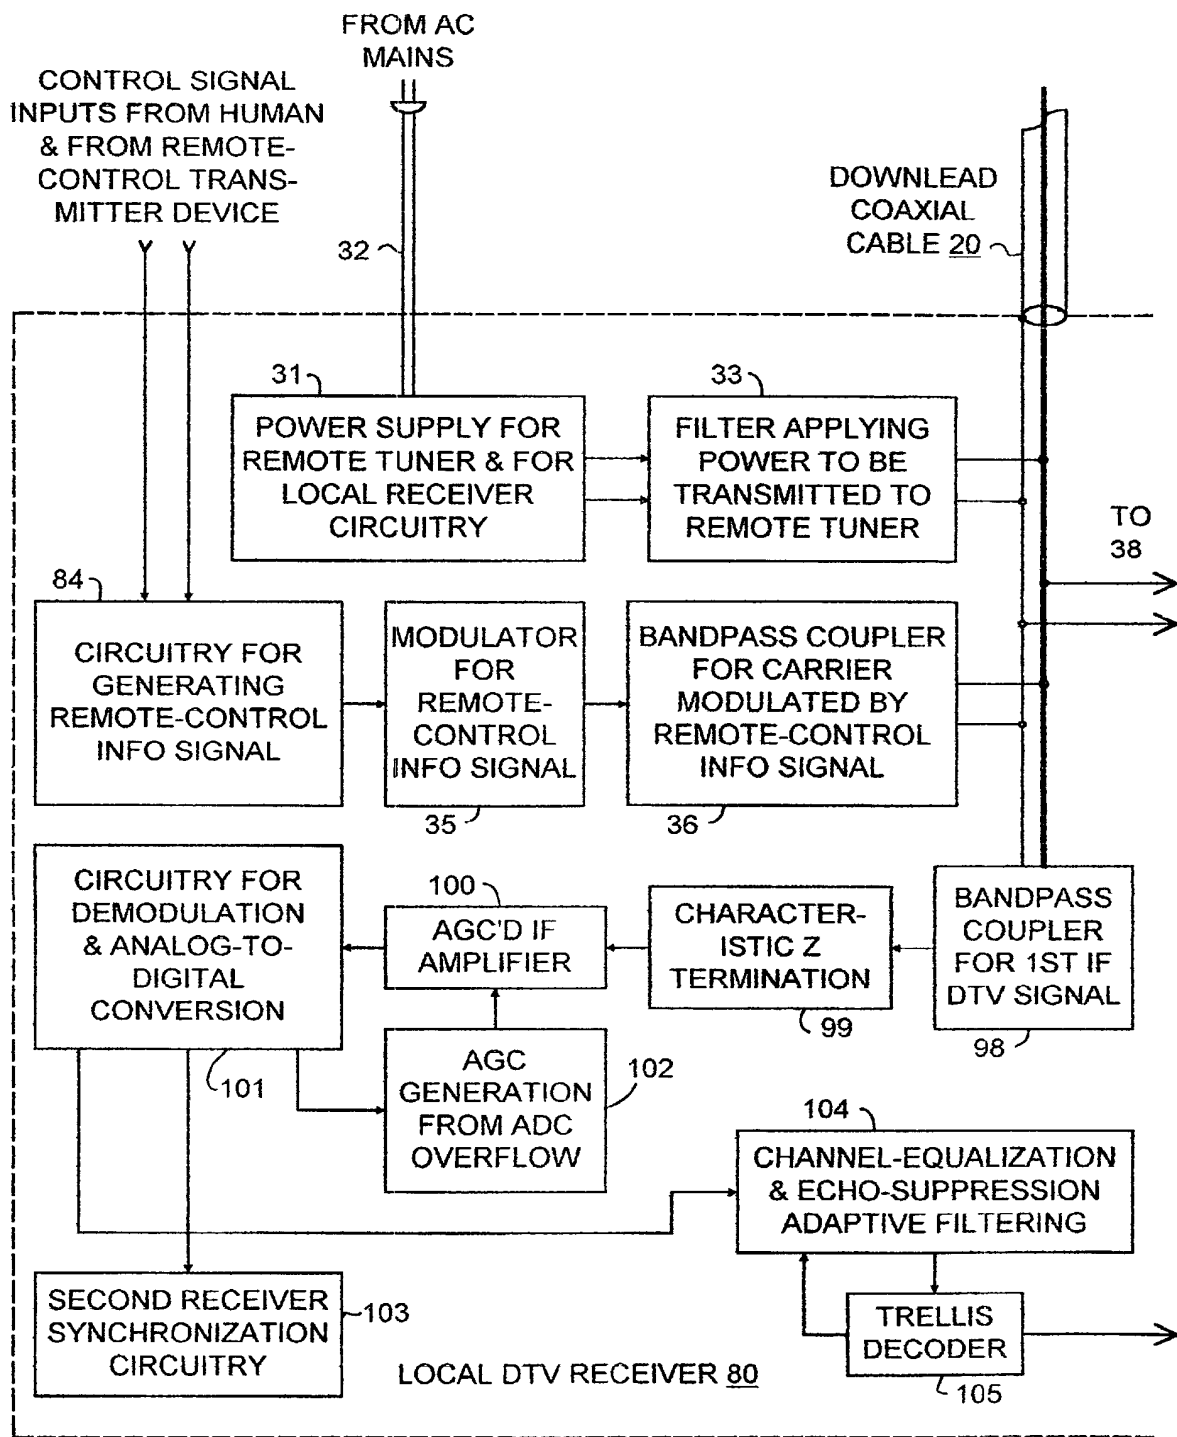 FROM AC
MAINS
CONTROL SIGNAL
INPUTS FROM HUMAN
& FROM REMOTE-
CONTROL TRANS-
MITTER DEVICE
DOWNLEAD
COAXIAL
CABLE 20
32
31
POWER SUPPLY FOR
REMOTE TUNER & FOR
LOCAL RECEIVER
CIRCUITRY
33
FILTER APPLYING
POWER TO BE
TRANSMITTED TO
REMOTE TUNER
TO
38
84
CIRCUITRY FOR
GENERATING
REMOTE-CONTROL
INFO SIGNAL
MODULATOR
FOR
REMOTE-
CONTROL
INFO SIGNAL
35
BANDPASS COUPLER
FOR CARRIER
MODULATED BY
REMOTE-CONTROL
INFO SIGNAL
36
CIRCUITRY FOR
DEMODULATION
& ANALOG-TO-
DIGITAL
CONVERSION
101
100
AGC'D IF
AMPLIFIER
CHARACTER-
ISTIC Z
TERMINATION
99
BANDPASS
COUPLER
FOR 1ST IF
DTV SIGNAL
98
AGC
GENERATION
FROM ADC
OVERFLOW
102
104
CHANNEL-EQUALIZATION
& ECHO-SUPPRESSION
ADAPTIVE FILTERING
SECOND RECEIVER
SYNCHRONIZATION
CIRCUITRY
103
TRELLIS
DECODER
105
LOCAL DTV RECEIVER 80